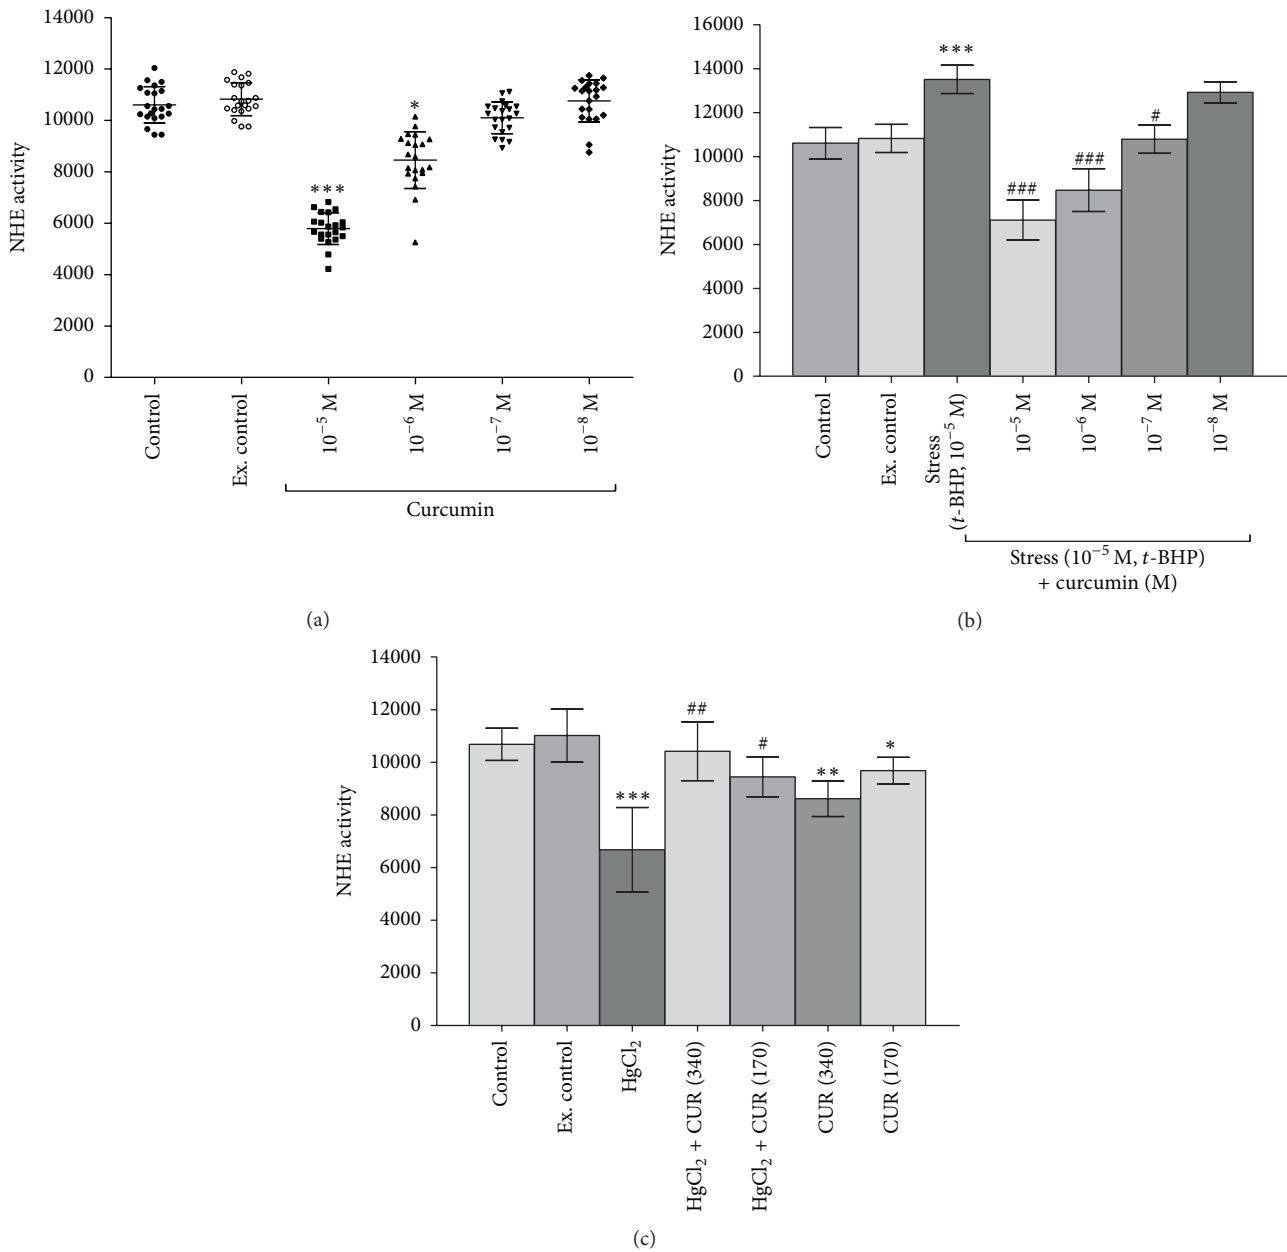 14000
12000
10000
8000
6000
4000
2000
0
NHE activity
***
*
Control
Ex. control
10⁻⁵ M
10⁻⁶ M
10⁻⁷ M
10⁻⁸ M
Curcumin
(a)
16000
14000
12000
10000
8000
6000
4000
2000
0
NHE activity
***
###
###
#
Control
Ex. control
Stress
(t-BHP, 10⁻⁵ M)
10⁻⁵ M
10⁻⁶ M
10⁻⁷ M
10⁻⁸ M
Stress (10⁻⁵ M, t-BHP)
+ curcumin (M)
(b)
14000
12000
10000
8000
6000
4000
2000
0
NHE activity
***
##
#
**
*
Control
Ex. control
HgCl₂
HgCl₂ + CUR (340)
HgCl₂ + CUR (170)
CUR (340)
CUR (170)
(c)